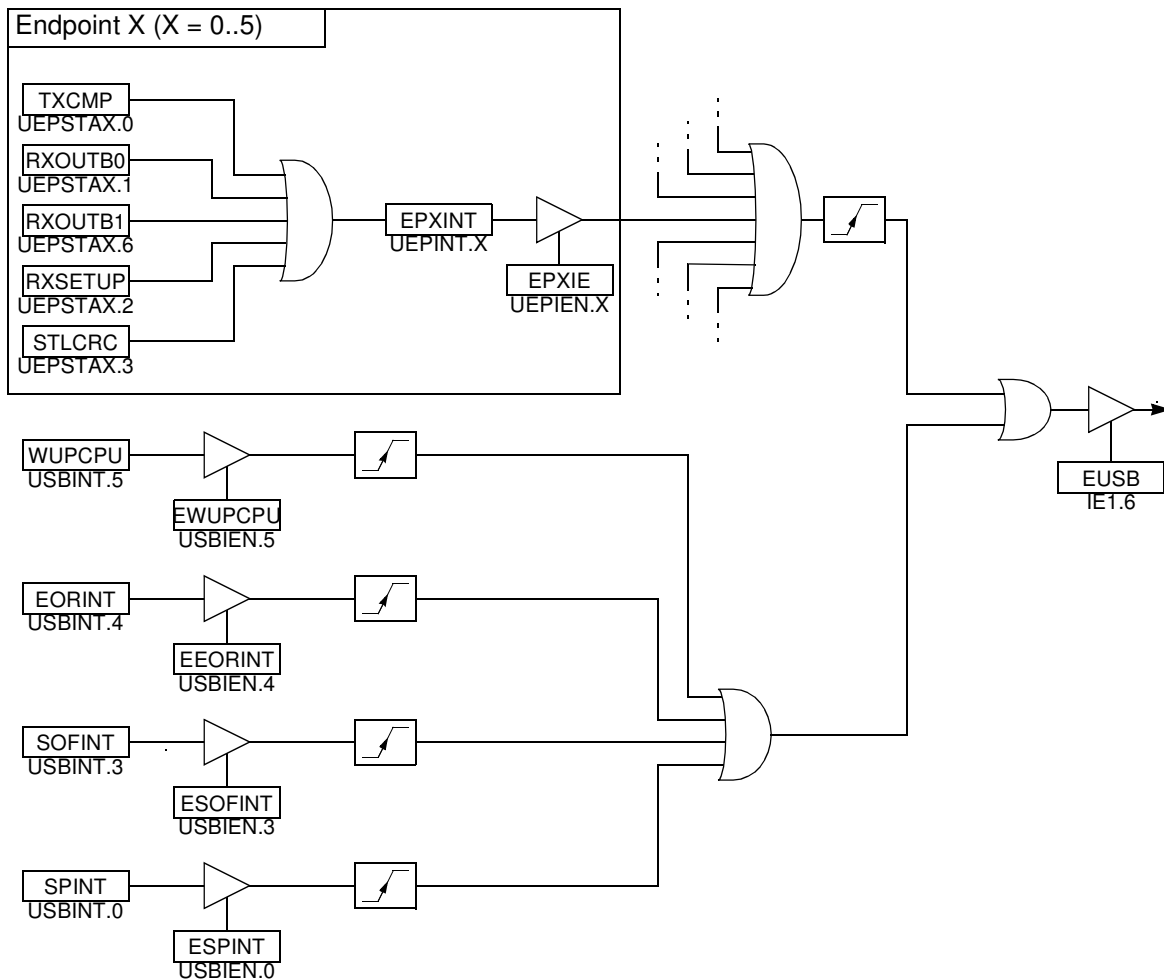 Endpoint X (X = 0..5)
TXCMP
UEPSTAX.0
RXOUTB0
UEPSTAX.1
RXOUTB1
UEPSTAX.6
RXSETUP
UEPSTAX.2
STLCRC
UEPSTAX.3
EPXINT
UEPINT.X
EPXIE
UEPIEN.X
WUPCPU
USBINT.5
EWUPCPU
USBIEN.5
EUSB
IE1.6
EORINT
USBINT.4
EEORINT
USBIEN.4
SOFINT
USBINT.3
ESOFINT
USBIEN.3
SPINT
USBINT.0
ESPINT
USBIEN.0